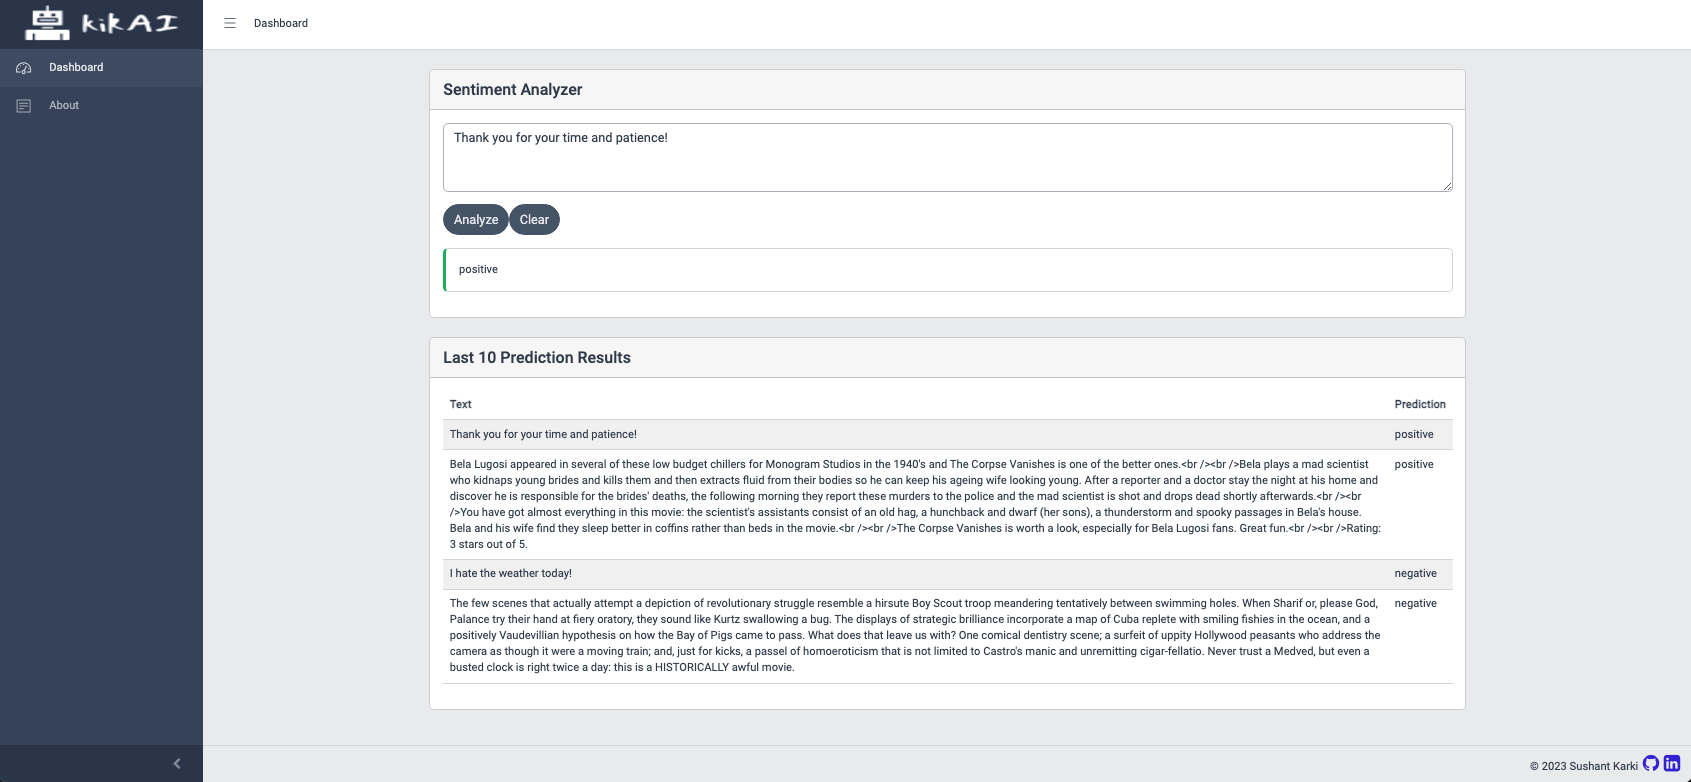 kikAI
Dashboard
Dashboard
About
Sentiment Analyzer
Thank you for your time and patience!
Analyze Clear
positive
Last 10 Prediction Results
Text Prediction
Thank you for your time and patience! positive
Bela Lugosi appeared in several of these low budget chillers for Monogram Studios in the 1940's and The Corpse Vanishes is one of the better ones.<br /><br />Bela plays a mad scientist positive
who kidnaps young brides and kills them and then extracts fluid from their bodies so he can keep his ageing wife looking young. After a reporter and a doctor stay the night at his home and
discover he is responsible for the brides' deaths, the following morning they report these murders to the police and the mad scientist is shot and drops dead shortly afterwards.<br /><br
/>You have got almost everything in this movie: the scientist's assistants consist of an old hag, a hunchback and dwarf (her sons), a thunderstorm and spooky passages in Bela's house.
Bela and his wife find they sleep better in coffins rather than beds in the movie.<br /><br />The Corpse Vanishes is worth a look, especially for Bela Lugosi fans. Great fun.<br /><br />Rating:
3 stars out of 5.
I hate the weather today! negative
The few scenes that actually attempt a depiction of revolutionary struggle resemble a hirsute Boy Scout troop meandering tentatively between swimming holes. When Sharif or, please God, negative
Palance try their hand at fiery oratory, they sound like Kurtz swallowing a bug. The displays of strategic brilliance incorporate a map of Cuba replete with smiling fishies in the ocean, and a
positively Vaudevillian hypothesis on how the Bay of Pigs came to pass. What does that leave us with? One comical dentistry scene; a surfeit of uppity Hollywood peasants who address the
camera as though it were a moving train; and, just for kicks, a passel of homoeroticism that is not limited to Castro's manic and unremitting cigar-fellatio. Never trust a Medved, but even a
busted clock is right twice a day: this is a HISTORICALLY awful movie.
© 2023 Sushant Karki